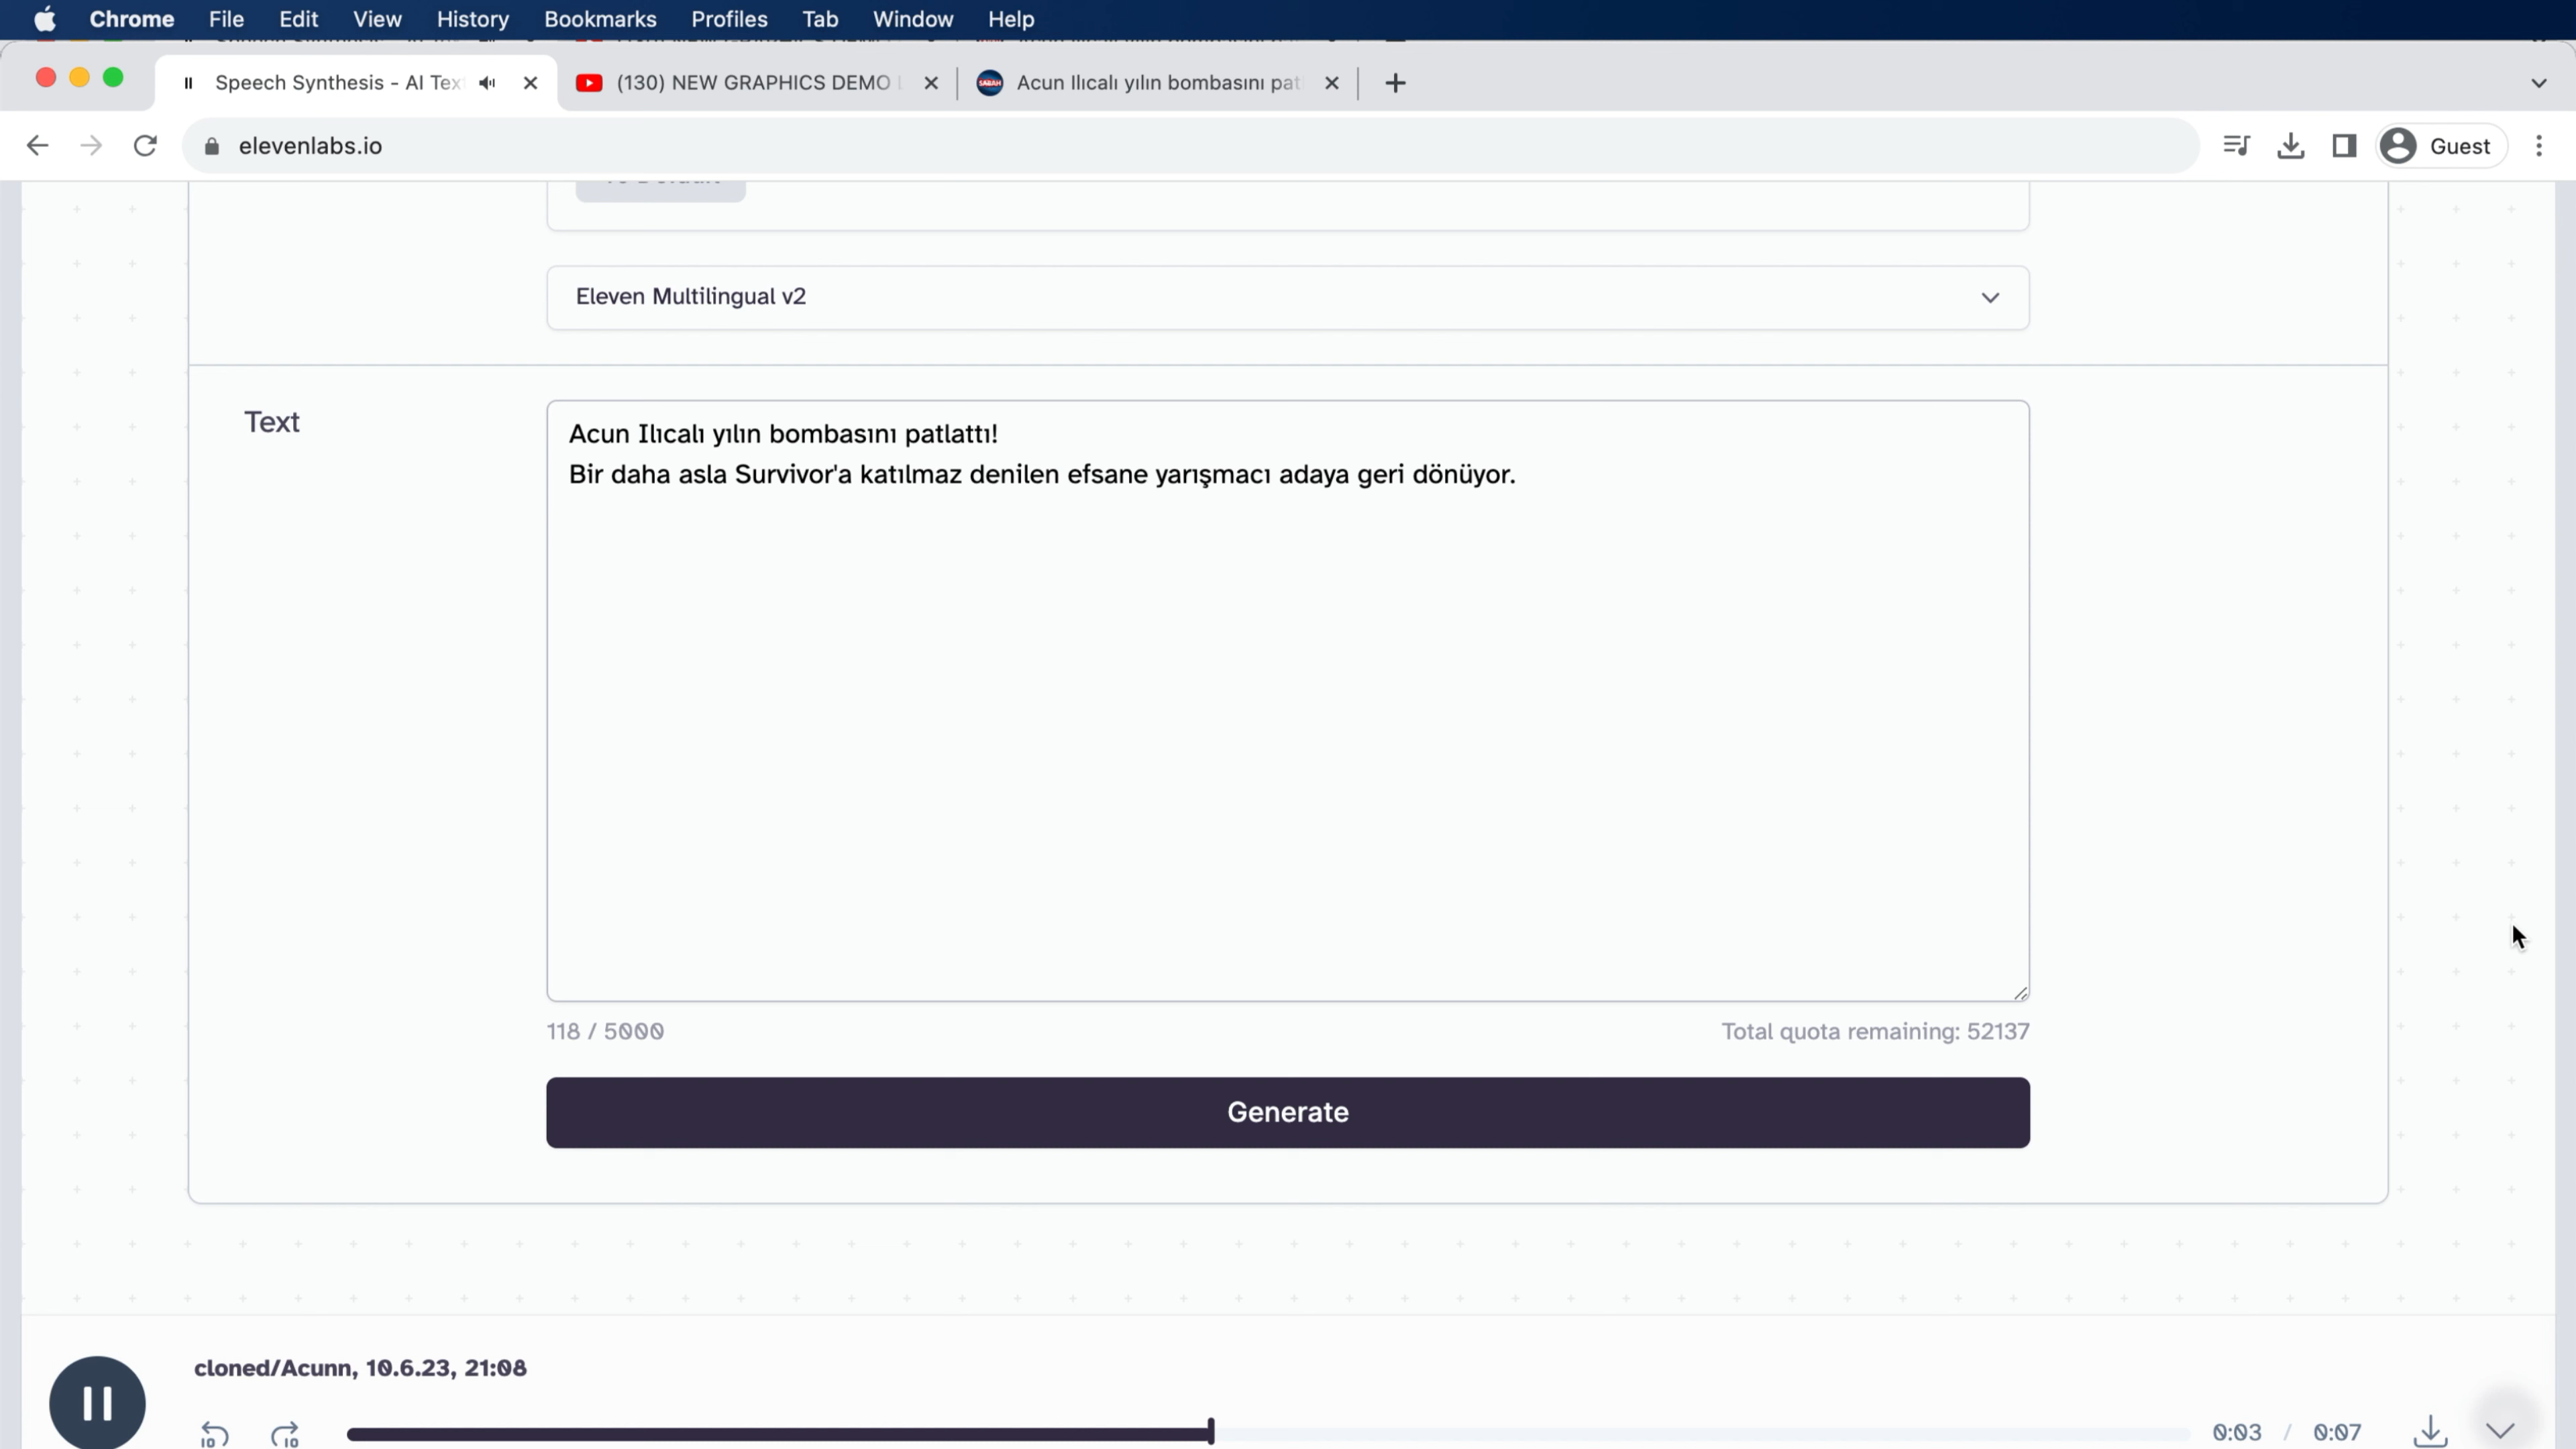 Chrome File Edit View History Bookmarks Profiles Tab Window Help
Speech Synthesis - AI Tex
(130) NEW GRAPHICS DEMO
SABAH
Acun Ilıcalı yılın bombasını pat
elevenlabs.io
Guest
Eleven Multilingual v2
Text
Acun Ilıcalı yılın bombasını patlattı!
Bir daha asla Survivor'a katılmaz denilen efsane yarışmacı adaya geri dönüyor.
118 / 5000
Total quota remaining: 52137
Generate
cloned/Acunn, 10.6.23, 21:08
10 10
0:03 / 0:07